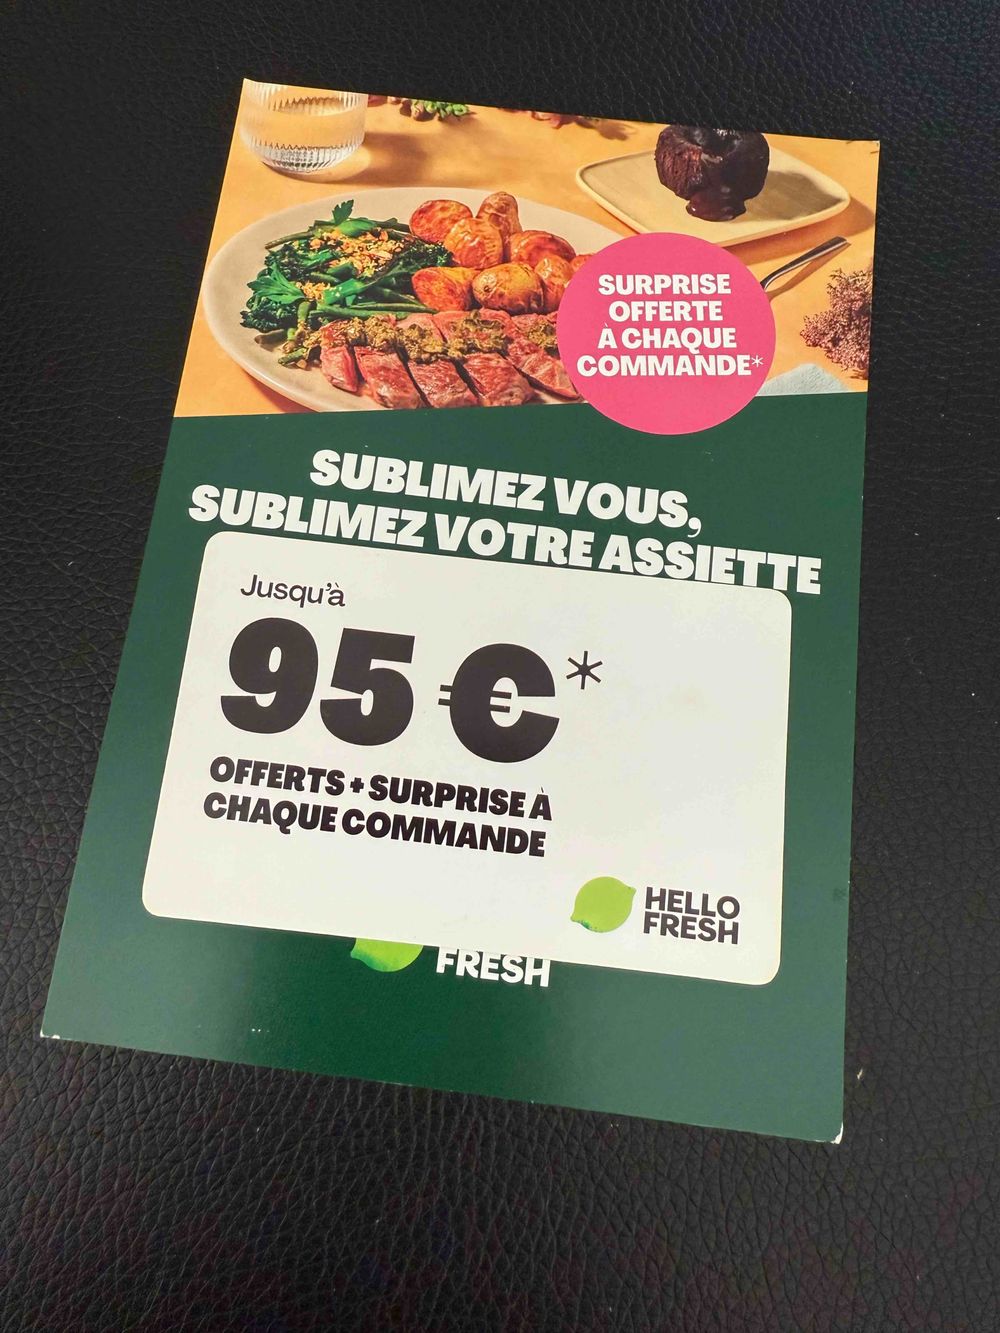 SURPRISE
OFFERTE
À CHAQUE
COMMANDE*
SUBLIMEZ VOUS,
SUBLIMEZ VOTRE ASSIETTE
Jusqu'à
95 €*
OFFERTS + SURPRISE À
CHAQUE COMMANDE
HELLO
FRESH
FRESH